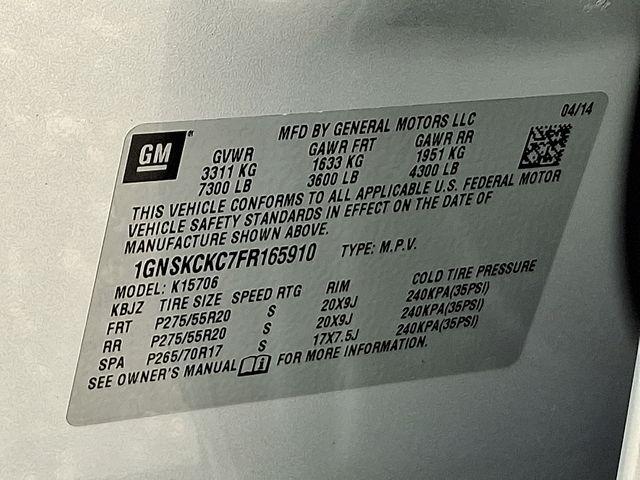 04/14
MFD BY GENERAL MOTORS LLC
GM
GVWR GAWR FRT GAWR RR
3311 KG 1633 KG 1951 KG
7300 LB 3600 LB 4300 LB
THIS VEHICLE CONFORMS TO ALL APPLICABLE U.S. FEDERAL MOTOR
VEHICLE SAFETY STANDARDS IN EFFECT ON THE DATE OF
MANUFACTURE SHOWN ABOVE.
1GNSKCKC7FR165910 TYPE: M.P.V.
MODEL: K15706
KBJZ TIRE SIZE SPEED RTG RIM COLD TIRE PRESSURE
FRT P275/55R20 S 20X9J 240KPA(35PSI)
RR P275/55R20 S 20X9J 240KPA(35PSI)
SPA P265/70R17 S 17X7.5J 240KPA(35PSI)
SEE OWNER'S MANUAL FOR MORE INFORMATION.